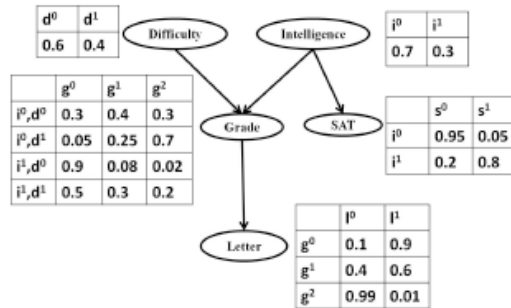 d⁰ d¹
0.6 0.4
Difficulty
Intelligence
i⁰ i¹
0.7 0.3
g⁰ g¹ g²
i⁰,d⁰ 0.3 0.4 0.3
i⁰,d¹ 0.05 0.25 0.7
i¹,d⁰ 0.9 0.08 0.02
i¹,d¹ 0.5 0.3 0.2
Grade
SAT
s⁰ s¹
i⁰ 0.95 0.05
i¹ 0.2 0.8
Letter
l⁰ l¹
g⁰ 0.1 0.9
g¹ 0.4 0.6
g² 0.99 0.01